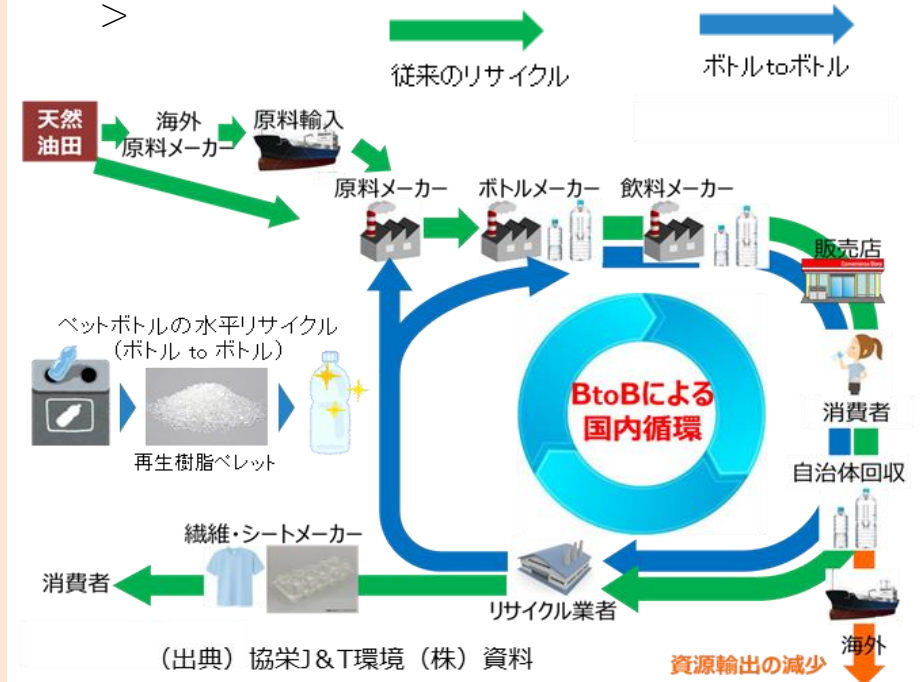 ＞
従来のリサイクル
ボトルtoボトル
天然
油田
海外
原料メーカー
原料輸入
原料メーカー
ボトルメーカー
飲料メーカー
販売店
Convenience Store
ペットボトルの水平リサイクル
（ボトル to ボトル）
再生樹脂ペレット
BtoBによる
国内循環
消費者
自治体回収
繊維・シートメーカー
消費者
リサイクル業者
海外
（出典）協栄J＆T環境（株）資料
資源輸出の減少